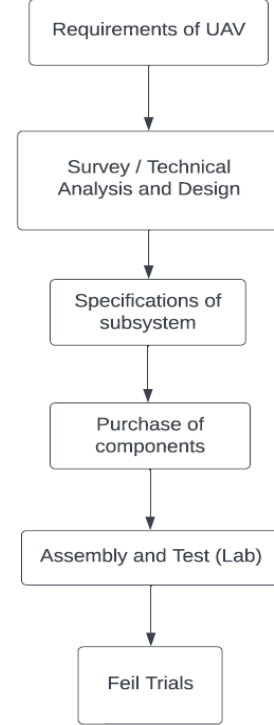 Requirements of UAV
Survey / Technical
Analysis and Design
Specifications of
subsystem
Purchase of
components
Assembly and Test (Lab)
Feil Trials